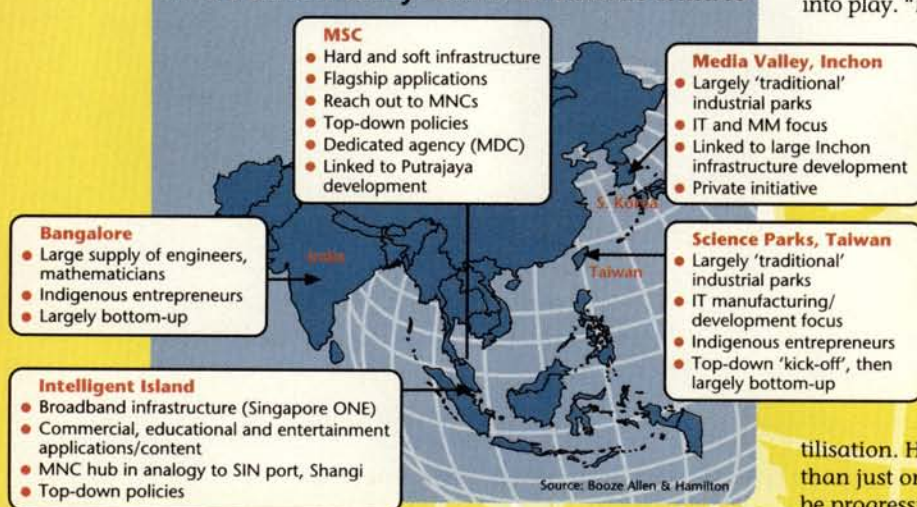 into play.
MSC
• Hard and soft infrastructure
• Flagship applications
• Reach out to MNCs
• Top-down policies
• Dedicated agency (MDC)
• Linked to Putrajaya
development
Media Valley, Inchon
• Largely ‘traditional’
industrial parks
• IT and MM focus
• Linked to large Inchon
infrastructure development
• Private initiative
S. Korea
Bangalore
• Large supply of engineers,
mathematicians
• Indigenous entrepreneurs
• Largely bottom-up
India
Taiwan
Science Parks, Taiwan
• Largely ‘traditional’
industrial parks
• IT manufacturing/
development focus
• Indigenous entrepreneurs
• Top-down ‘kick-off’, then
largely bottom-up
Intelligent Island
• Broadband infrastructure (Singapore ONE)
• Commercial, educational and entertainment
applications/content
• MNC hub in analogy to SIN port, Shangi
• Top-down policies
Source: Booze Allen & Hamilton
tilisation. H
than just or
be progress